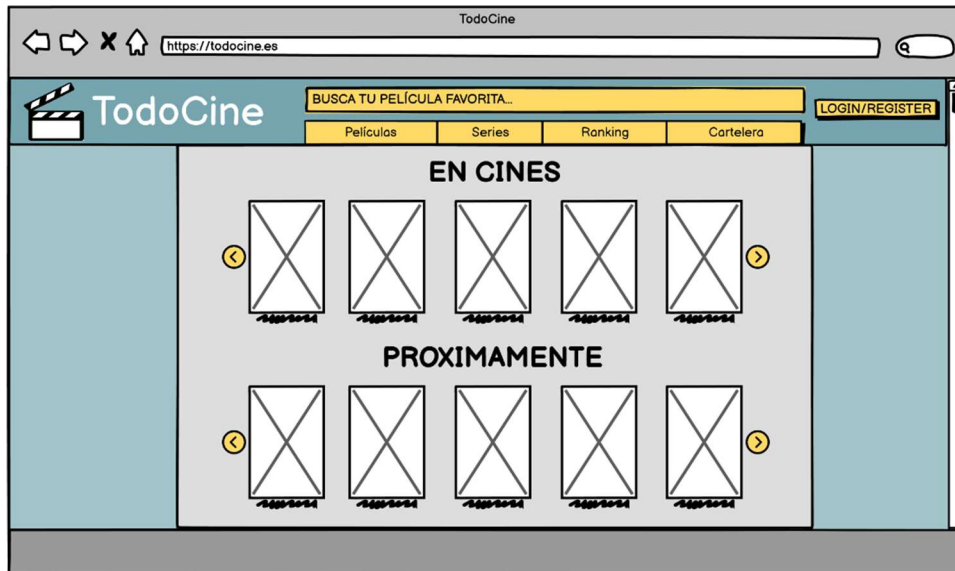 TodoCine
https://todocine.es
TodoCine
BUSCA TU PELÍCULA FAVORITA...
LOGIN/REGISTER
Películas Series Ranking Cartelera
EN CINES
PROXIMAMENTE